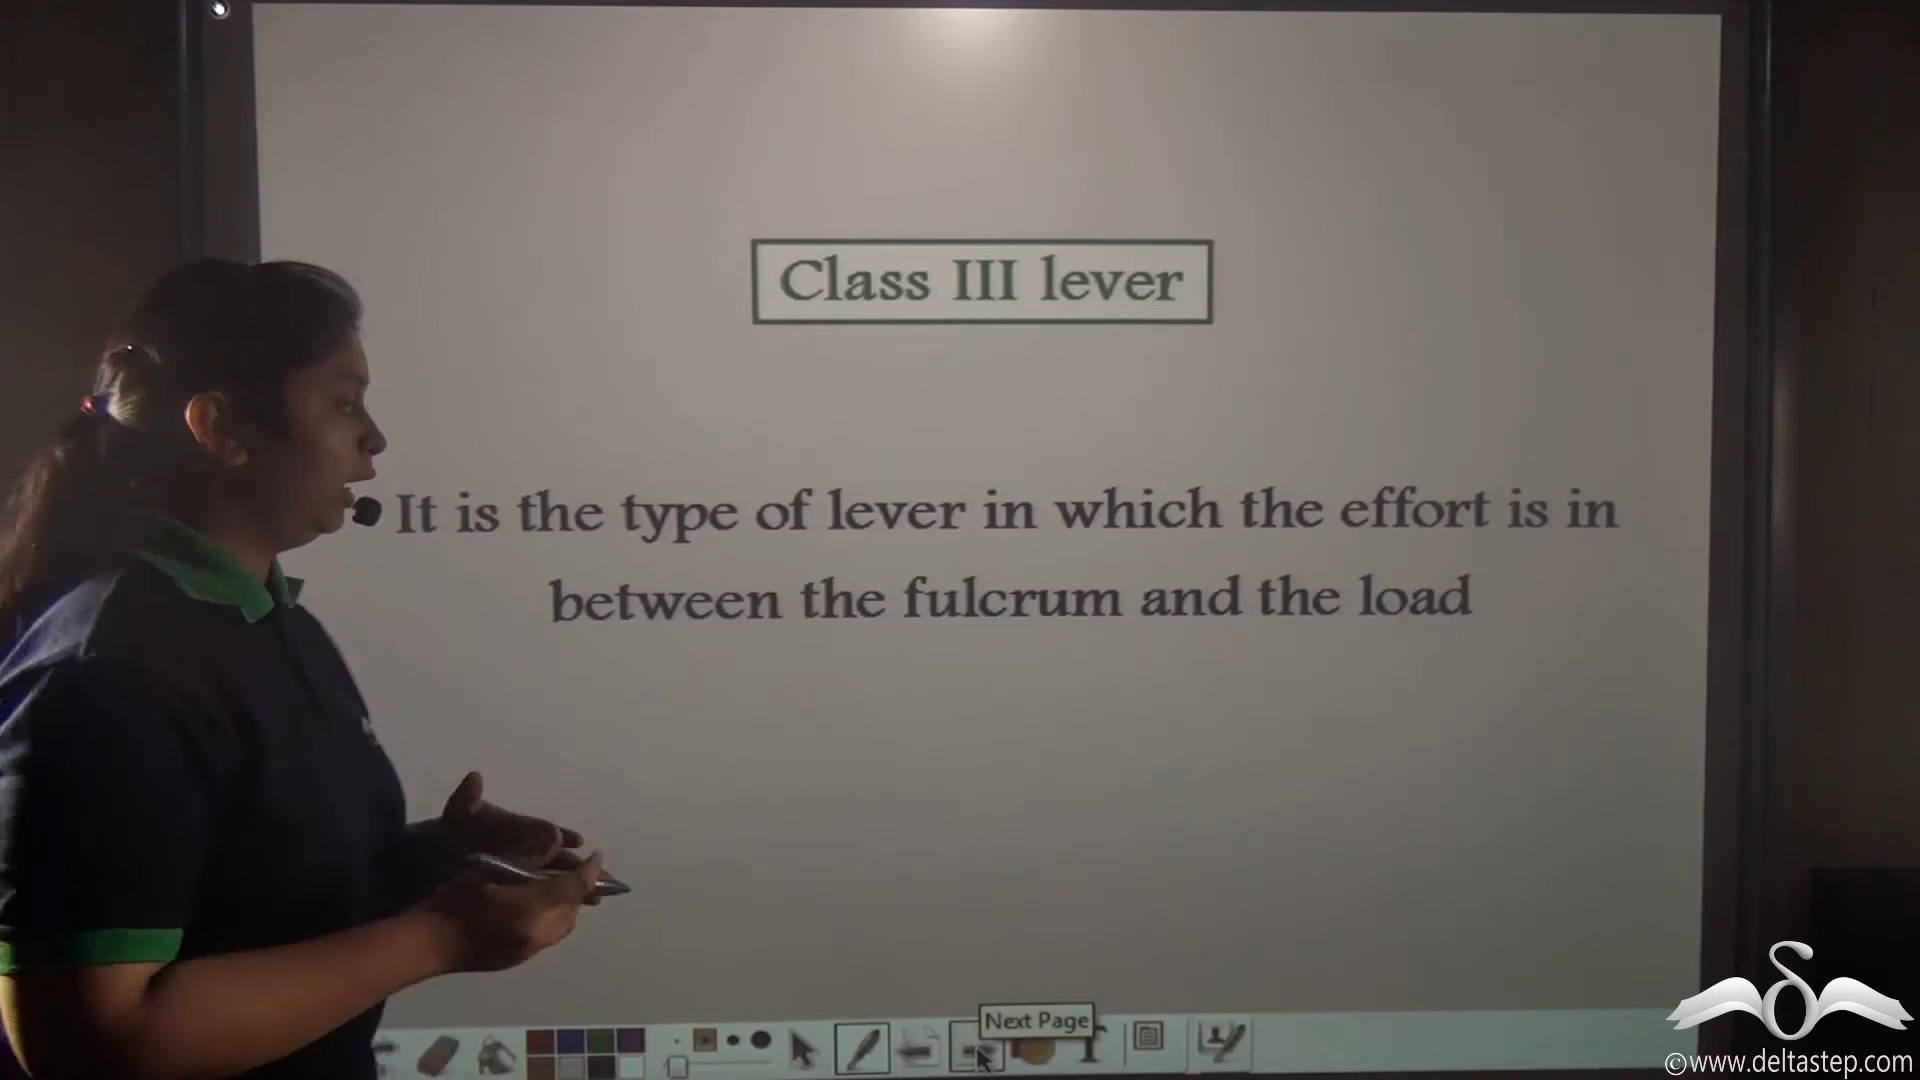 Class III lever
It is the type of lever in which the effort is in
between the fulcrum and the load
Next Page
©www.deltastep.com